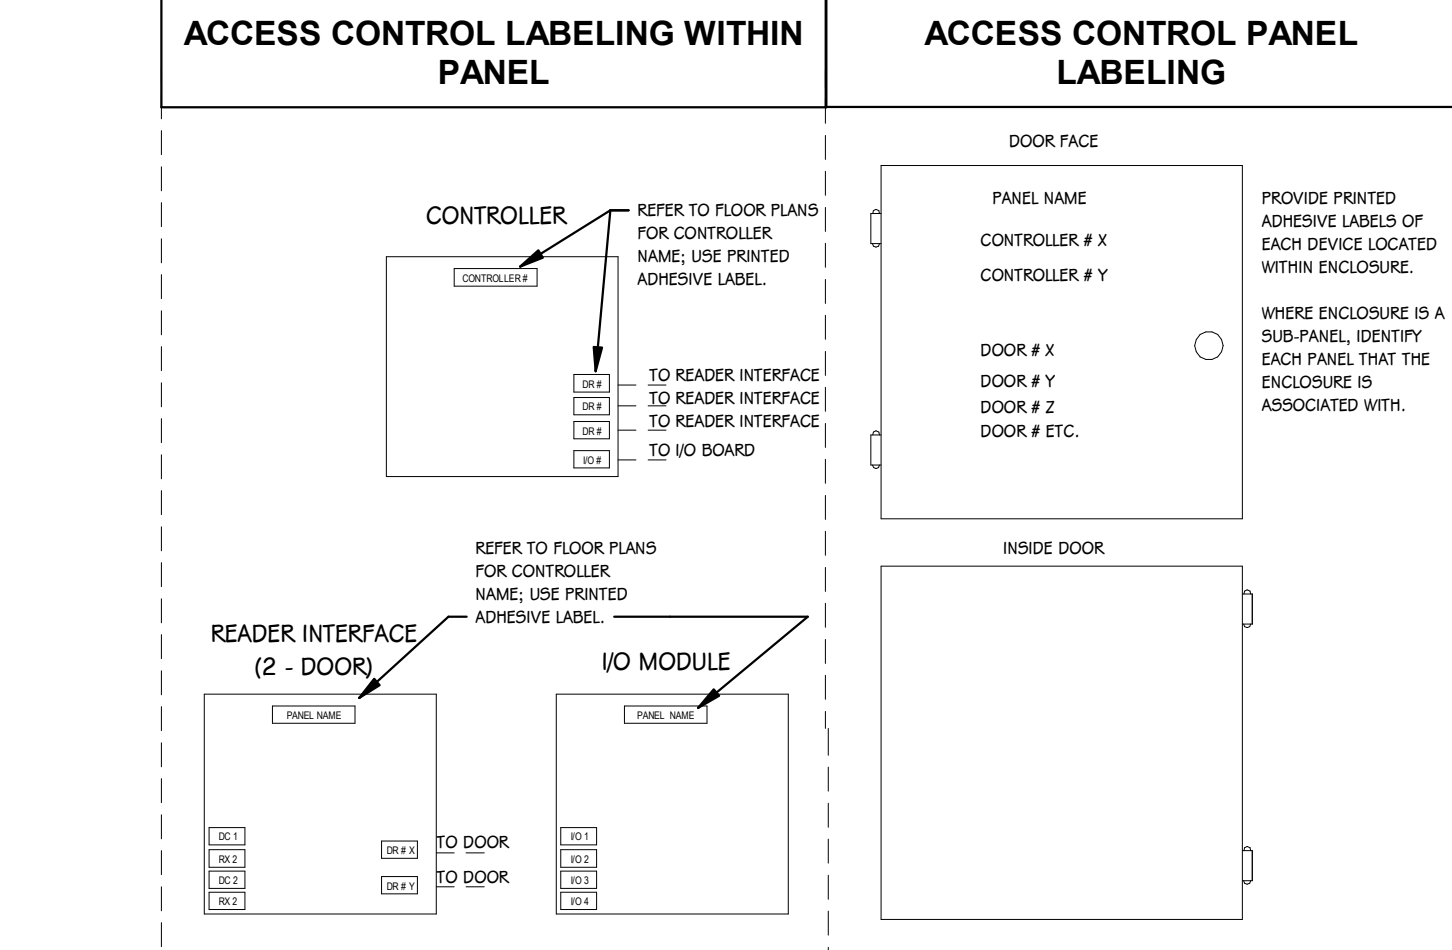 ACCESS CONTROL LABELING WITHIN
PANEL
CONTROLLER
REFER TO FLOOR PLANS
FOR CONTROLLER
NAME; USE PRINTED
ADHESIVE LABEL.
CONTROLLER #
DR #
TO READER INTERFACE
DR #
TO READER INTERFACE
DR #
TO READER INTERFACE
I/O #
TO I/O BOARD
REFER TO FLOOR PLANS
FOR CONTROLLER
NAME; USE PRINTED
ADHESIVE LABEL.
READER INTERFACE
(2 - DOOR)
PANEL NAME
DC 1
RX 2
DC 2
RX 2
DR # X
TO DOOR
DR # Y
TO DOOR
I/O MODULE
PANEL NAME
I/O 1
I/O 2
I/O 3
I/O 4
ACCESS CONTROL PANEL
LABELING
DOOR FACE
PANEL NAME
CONTROLLER # X
CONTROLLER # Y
DOOR # X
DOOR # Y
DOOR # Z
DOOR # ETC.
PROVIDE PRINTED
ADHESIVE LABELS OF
EACH DEVICE LOCATED
WITHIN ENCLOSURE.
WHERE ENCLOSURE IS A
SUB-PANEL, IDENTIFY
EACH PANEL THAT THE
ENCLOSURE IS
ASSOCIATED WITH.
INSIDE DOOR